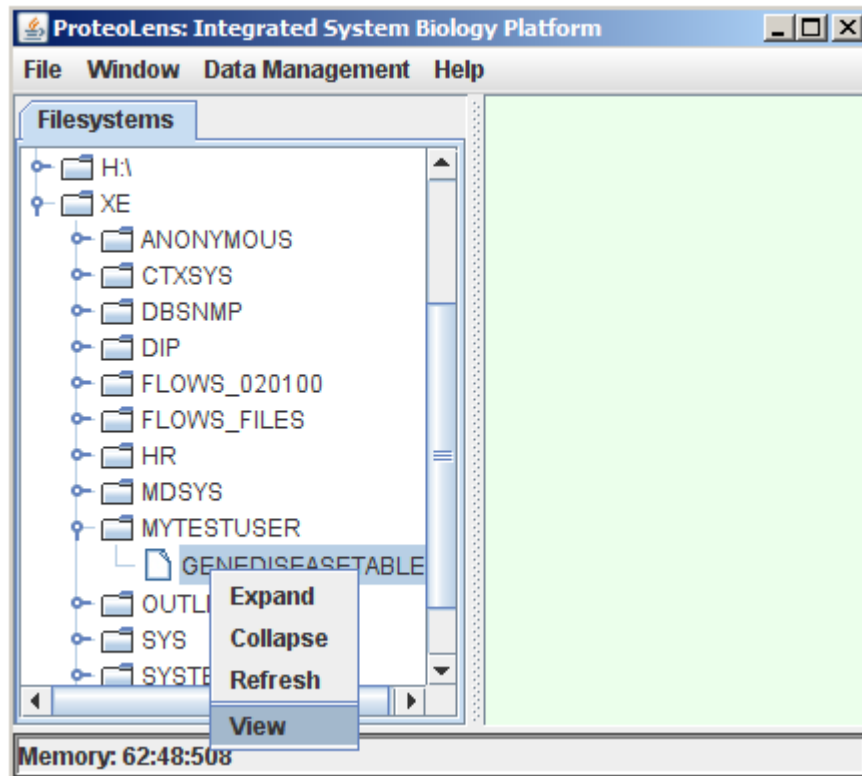 ProteoLens: Integrated System Biology Platform
File Window Data Management Help
Filesystems
H:\
XE
ANONYMOUS
CTXSYS
DBSNMP
DIP
FLOWS_020100
FLOWS_FILES
HR
MDSYS
MYTESTUSER
GENEDISEASETABLE
Expand
Collapse
Refresh
View
SYS
Memory: 62:48:508